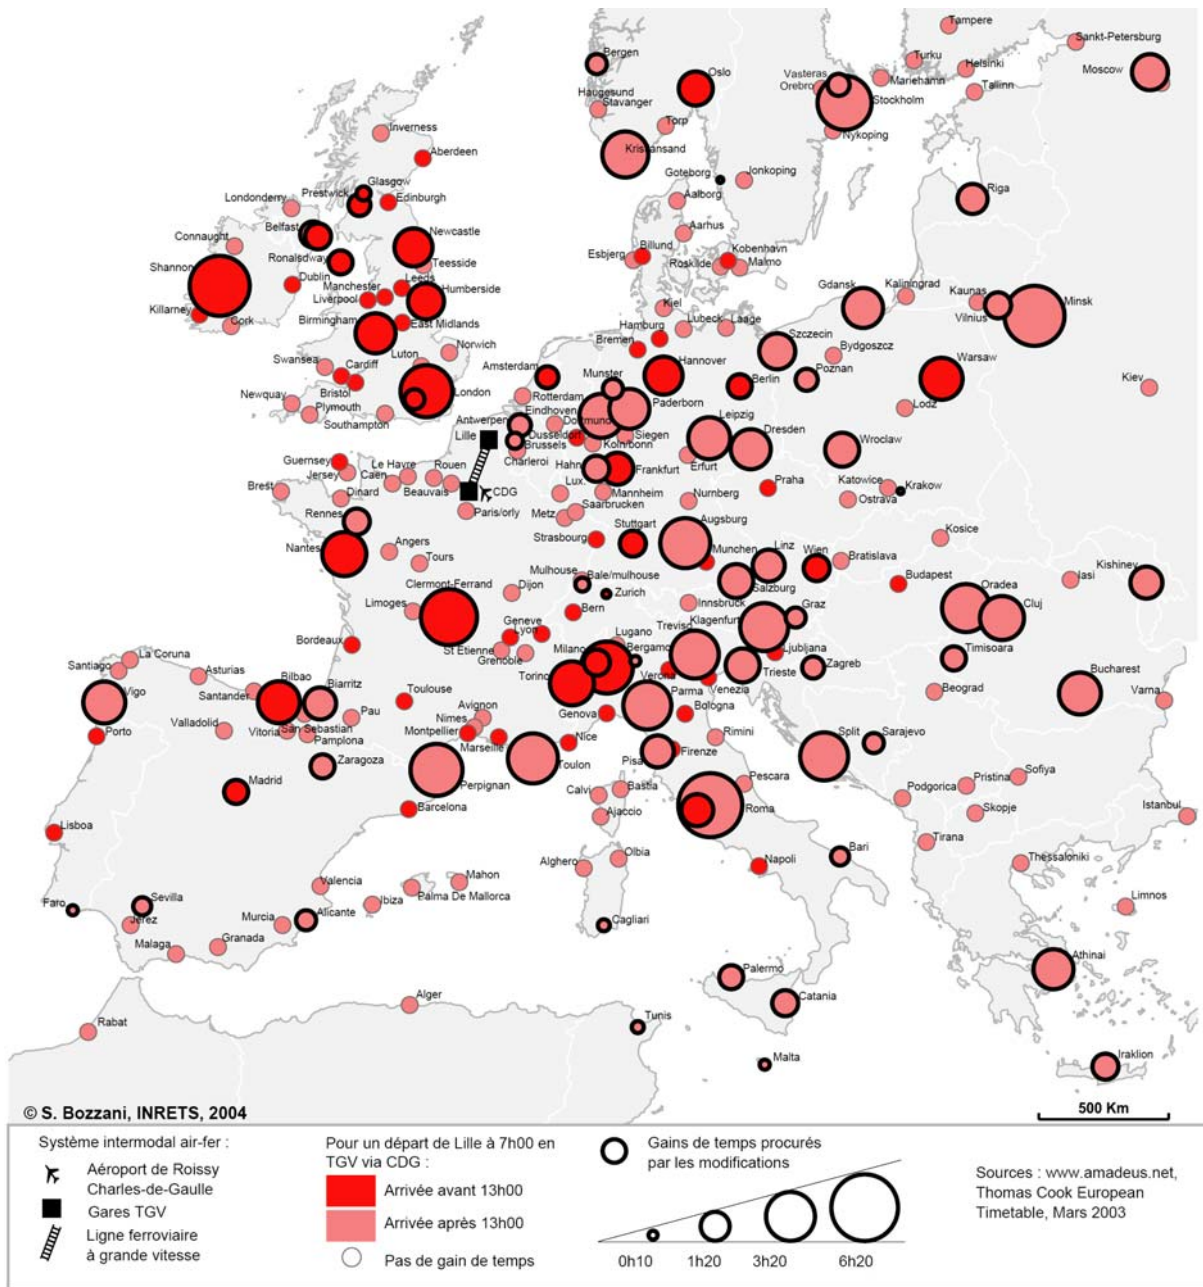 Tampere
Bergen
Turku
Sankt-Petersburg
Oslo
Vasteras
Helsinki
Moscow
Haugesund
Orebro
Mariehamn
Stavanger
Stockholm
Tallinn
Torp
Nykoping
Inverness
Kristiansand
Aberdeen
Goteborg
Jonkoping
Glasgow
Prestwick
Edinburgh
Riga
Londonderry
Aalborg
Belfast
Newcastle
Aarhus
Connaught
Billund
Kobenhavn
Ronalsdway
Esbjerg
Shannon
Teesside
Roskilde
Malmo
Dublin
Leeds
Manchester
Humberside
Gdansk
Kaliningrad
Kaunas
Minsk
Liverpool
Kiel
Killarney
Vilnius
Birmingham
East Midlands
Lubeck
Laage
Cork
Hamburg
Szczecin
Bydgoszcz
Bremen
Norwich
Luton
Hannover
Warsaw
Swansea
Cardiff
Amsterdam
Munster
Berlin
Poznan
Kiev
London
Rotterdam
Newquay
Bristol
Eindhoven
Paderborn
Lodz
Plymouth
Antwerpen
Dortmund
Leipzig
Southampton
Lille
Dusseldorf
Siegen
Dresden
Wroclaw
Brussels
Koln/bonn
Charleroi
Erfurt
Guernsey
Le Havre
Rouen
Hahn
Frankfurt
Jersey
Caen
Katowice
Krakow
Brest
Beauvais
CDG
Lux.
Mannheim
Praha
Dinard
Nurnberg
Ostrava
Rennes
Paris/orly
Metz
Saarbrucken
Augsburg
Stuttgart
Kosice
Nantes
Angers
Strasbourg
Munchen
Linz
Wien
Bratislava
Tours
Kishinev
Mulhouse
Bale/mulhouse
Budapest
Iasi
Clermont-Ferrand
Dijon
Zurich
Salzburg
Oradea
Limoges
Innsbruck
Graz
Cluj
Bern
Klagenfurt
Geneve
Trevise
Lyon
Lugano
Bordeaux
St Etienne
Milano
Bergamo
Ljubljana
La Coruna
Grenoble
Timisoara
Santiago
Asturias
Torino
Verona
Trieste
Zagreb
Bilbao
Bucharest
Vigo
Santander
Biarritz
Toulouse
Parma
Venezia
Beograd
Varna
Avignon
Genova
Bologna
Pau
Nimes
Valladolid
San Sebastian
Vitoria
Montpellier
Porto
Pamplona
Marseille
Nice
Rimini
Split
Sarajevo
Zaragoza
Pisa
Firenze
Toulon
Madrid
Perpignan
Pescara
Pristina
Sofiya
Calvi
Bastia
Podgorica
Barcelona
Roma
Ajaccio
Skopje
Istanbul
Lisboa
Tirana
Olbia
Bari
Alghero
Napoli
Thessaloniki
Valencia
Mahon
Palma De Mallorca
Limnos
Faro
Sevilla
Ibiza
Jerez
Murcia
Alicante
Cagliari
Malaga
Granada
Athinai
Palermo
Catania
Alger
Rabat
Tunis
Malta
Iraklion
© S. Bozzani, INRETS, 2004
500 Km
Système intermodal air-fer :
Aéroport de Roissy
Charles-de-Gaulle
Gares TGV
Ligne ferroviaire
à grande vitesse
Pour un départ de Lille à 7h00 en
TGV via CDG :
Arrivée avant 13h00
Arrivée après 13h00
Pas de gain de temps
Gains de temps procurés
par les modifications
0h10 1h20 3h20 6h20
Sources : www.amadeus.net,
Thomas Cook European
Timetable, Mars 2003